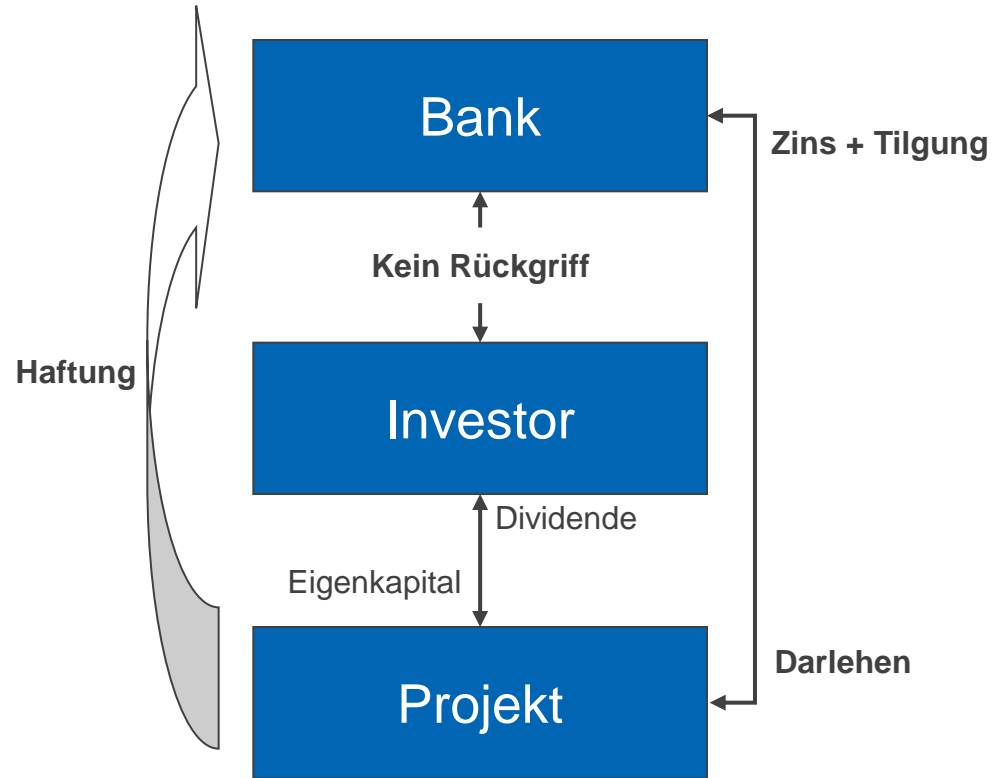 Bank
Zins + Tilgung
Kein Rückgriff
Haftung
Investor
Dividende
Eigenkapital
Darlehen
Projekt